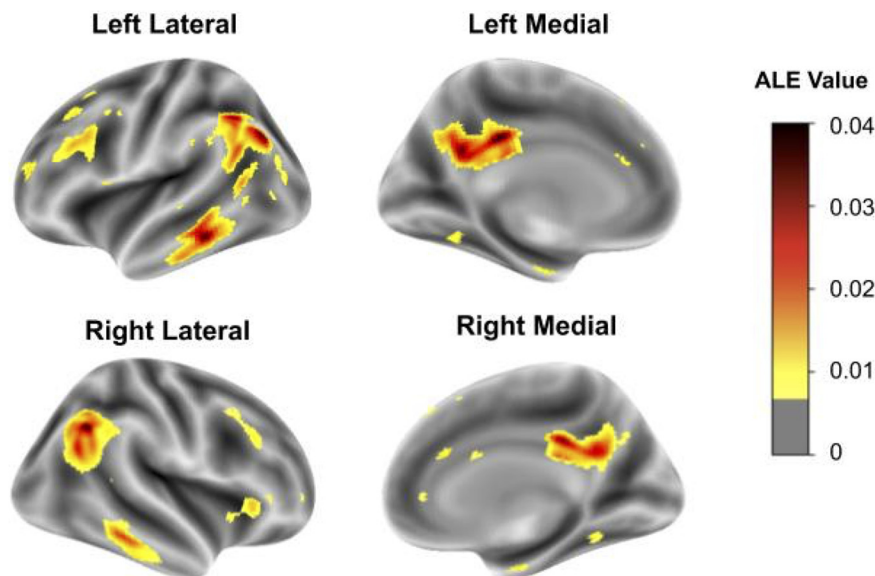 Left Lateral
Left Medial
ALE Value
0.04
0.03
0.02
0.01
0
Right Lateral
Right Medial